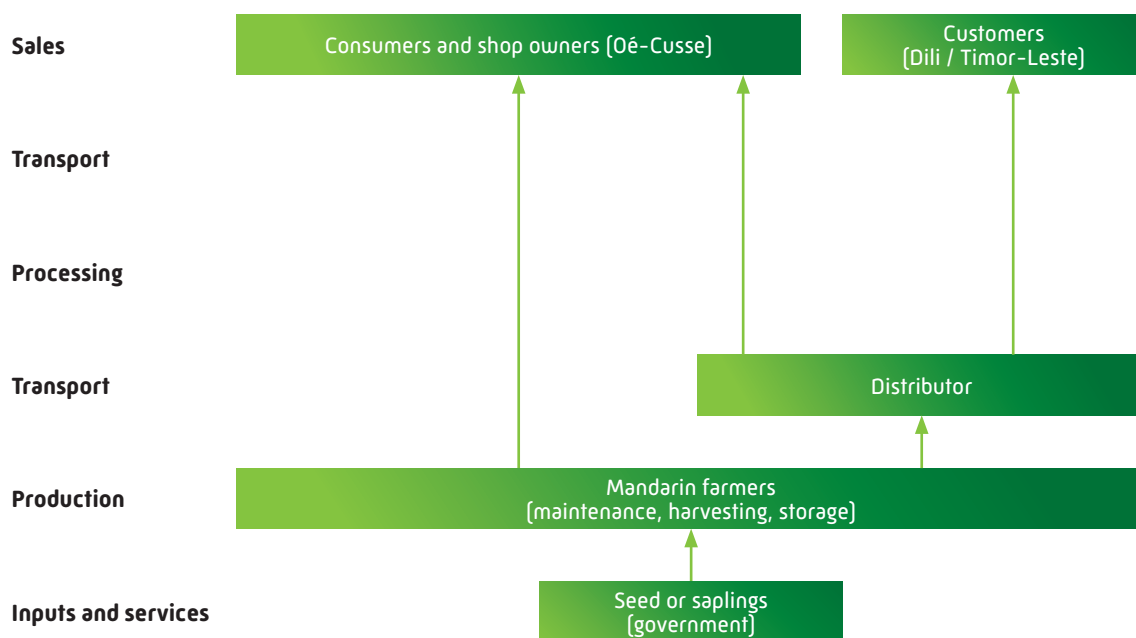 Sales
Consumers and shop owners (Oé-Cusse)
Customers
(Dili / Timor-Leste)
Transport
Processing
Transport
Distributor
Production
Mandarin farmers
(maintenance, harvesting, storage)
Inputs and services
Seed or saplings
(government)